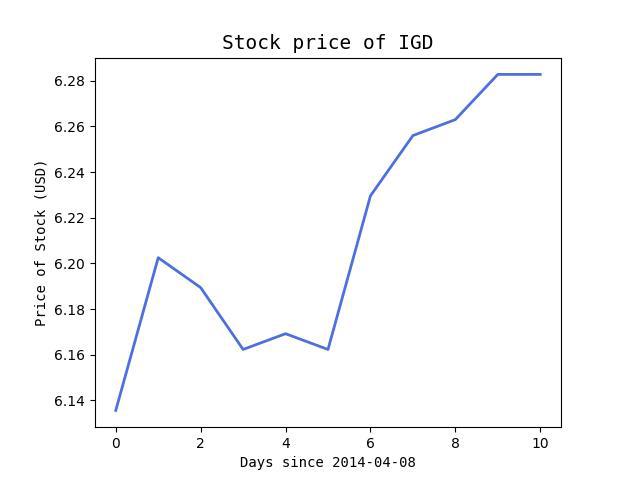 Stock price of IGD
Price of Stock (USD)
6.28
6.26
6.24
6.22
6.20
6.18
6.16
6.14
0 2 4 6 8 10
Days since 2014-04-08